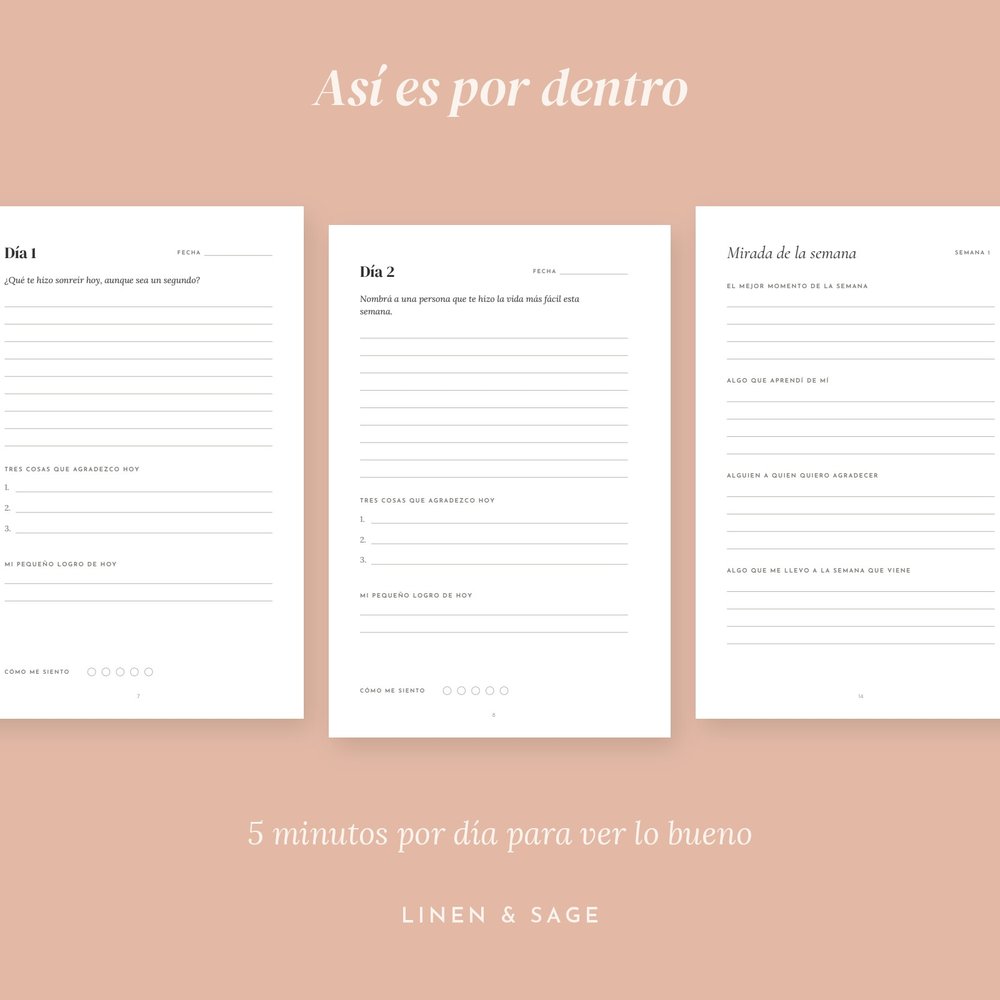 Así es por dentro
Día 1
FECHA
¿Qué te hizo sonreír hoy, aunque sea un segundo?
TRES COSAS QUE AGRADEZCO HOY
1.
2.
3.
MI PEQUEÑO LOGRO DE HOY
CÓMO ME SIENTO
7
Día 2
FECHA
Nombrá a una persona que te hizo la vida más fácil esta
semana.
TRES COSAS QUE AGRADEZCO HOY
1.
2.
3.
MI PEQUEÑO LOGRO DE HOY
CÓMO ME SIENTO
8
Mirada de la semana
SEMANA 1
EL MEJOR MOMENTO DE LA SEMANA
ALGO QUE APRENDÍ DE MÍ
ALGUIEN A QUIEN QUIERO AGRADECER
ALGO QUE ME LLEVO A LA SEMANA QUE VIENE
14
5 minutos por día para ver lo bueno
LINEN & SAGE